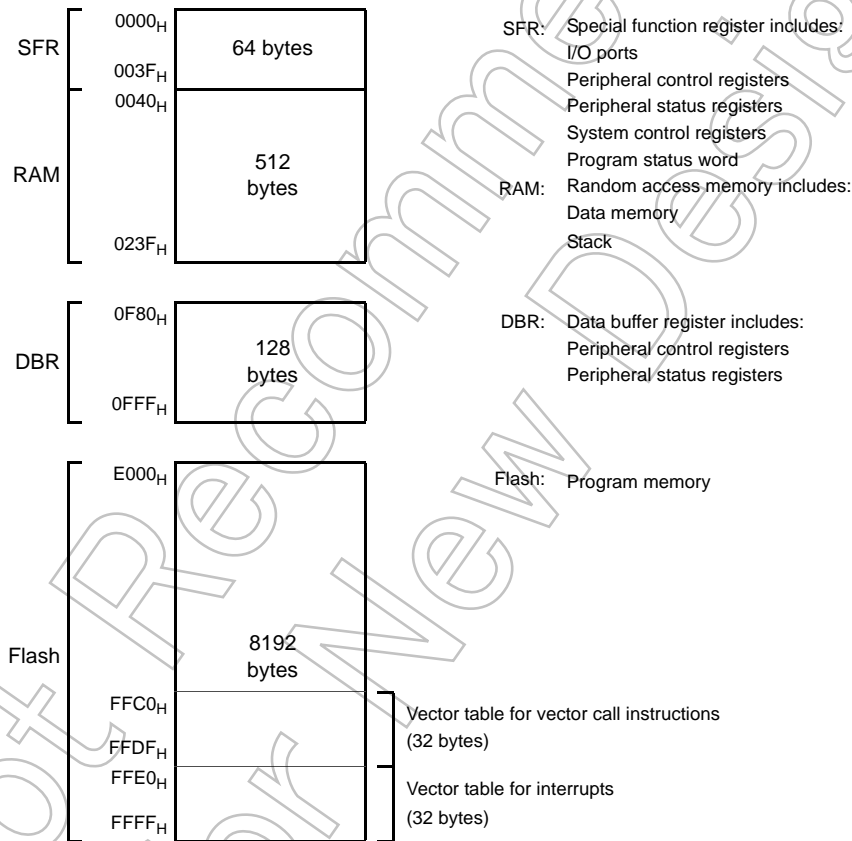 SFR
0000H
64 bytes
003FH
RAM
0040H
512
bytes
023FH
DBR
0F80H
128
bytes
0FFFH
Flash
E000H
8192
bytes
FFC0H
FFDFH
FFE0H
FFFFH
Vector table for vector call instructions
(32 bytes)
Vector table for interrupts
(32 bytes)
SFR: Special function register includes:
I/O ports
Peripheral control registers
Peripheral status registers
System control registers
Program status word
RAM: Random access memory includes:
Data memory
Stack
DBR: Data buffer register includes:
Peripheral control registers
Peripheral status registers
Flash: Program memory